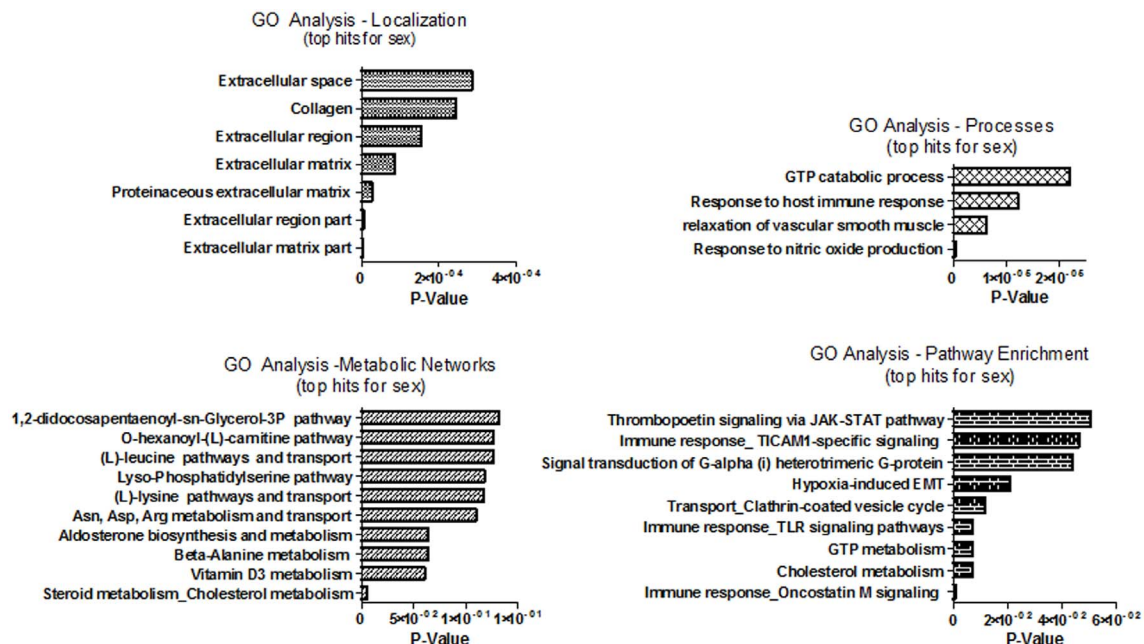 GO Analysis - Localization
(top hits for sex)
Extracellular space
Collagen
Extracellular region
Extracellular matrix
Proteinaceous extracellular matrix
Extracellular region part
Extracellular matrix part
0 2×10-04 4×10-04
P-Value
GO Analysis - Processes
(top hits for sex)
GTP catabolic process
Response to host immune response
relaxation of vascular smooth muscle
Response to nitric oxide production
0 1×10-05 2×10-05
P-Value
GO Analysis -Metabolic Networks
(top hits for sex)
1,2-didocosapentaenoyl-sn-Glycerol-3P pathway
O-hexanoyl-(L)-carnitine pathway
(L)-leucine pathways and transport
Lyso-Phosphatidylserine pathway
(L)-lysine pathways and transport
Asn, Asp, Arg metabolism and transport
Aldosterone biosynthesis and metabolism
Beta-Alanine metabolism
Vitamin D3 metabolism
Steroid metabolism_Cholesterol metabolism
0 5×10-02 1×10-01 1×10-01
P-Value
GO Analysis - Pathway Enrichment
(top hits for sex)
Thrombopoetin signaling via JAK-STAT pathway
Immune response_ TICAM1-specific signaling
Signal transduction of G-alpha (i) heterotrimeric G-protein
Hypoxia-induced EMT
Transport_Clathrin-coated vesicle cycle
Immune response_TLR signaling pathways
GTP metabolism
Cholesterol metabolism
Immune response_Oncostatin M signaling
0 2×10-02 4×10-02 6×10-02
P-Value